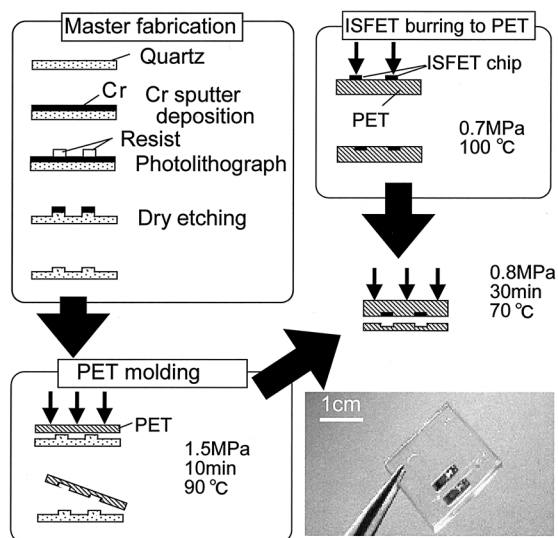 Master fabrication
Quartz
Cr
Cr sputter
deposition
Resist
Photolithograph
Dry etching
PET molding
PET
1.5MPa
10min
90 °C
ISFET burring to PET
ISFET chip
PET
0.7MPa
100 °C
0.8MPa
30min
70 °C
1cm